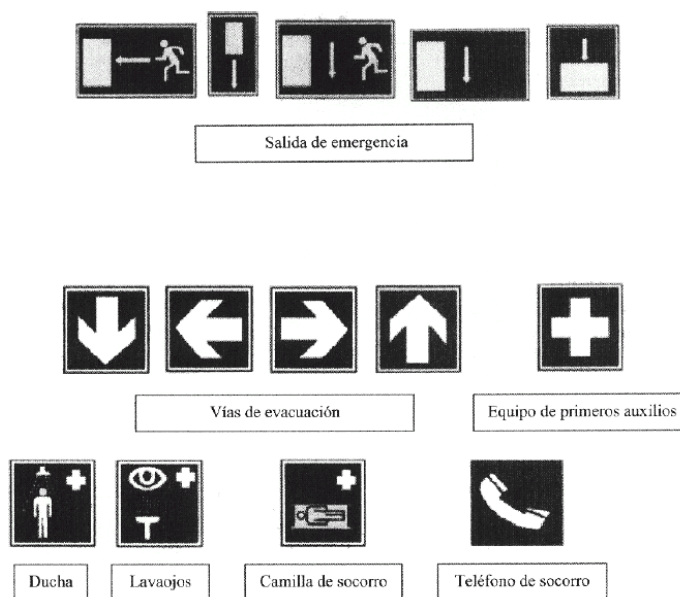 Salida de emergencia
Vías de evacuación
Equipo de primeros auxilios
Ducha
Lavaojos
Camilla de socorro
Teléfono de socorro